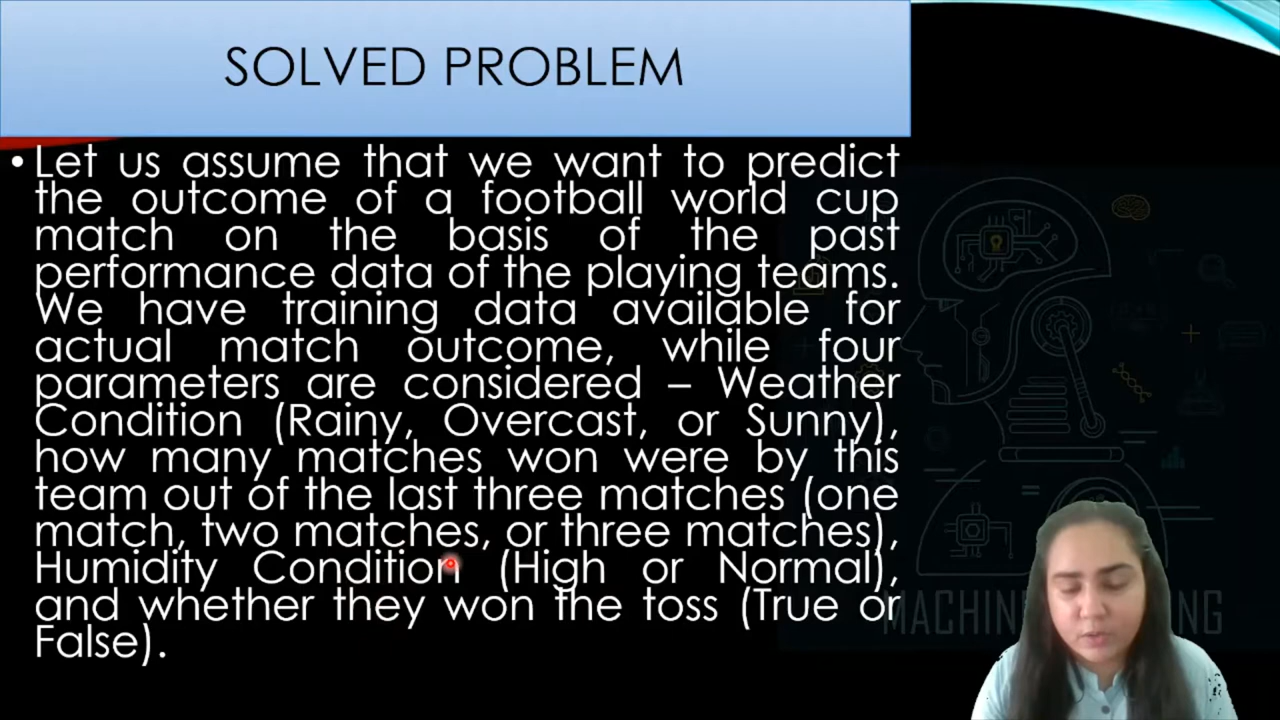 SOLVED PROBLEM
• Let us assume that we want to predict
the outcome of a football world cup
match on the basis of the past
performance data of the playing teams.
We have training data available for
actual match outcome, while four
parameters are considered – Weather
Condition (Rainy, Overcast, or Sunny),
how many matches won were by this
team out of the last three matches (one
match, two matches, or three matches),
Humidity Condition (High or Normal),
and whether they won the toss (True or
False).